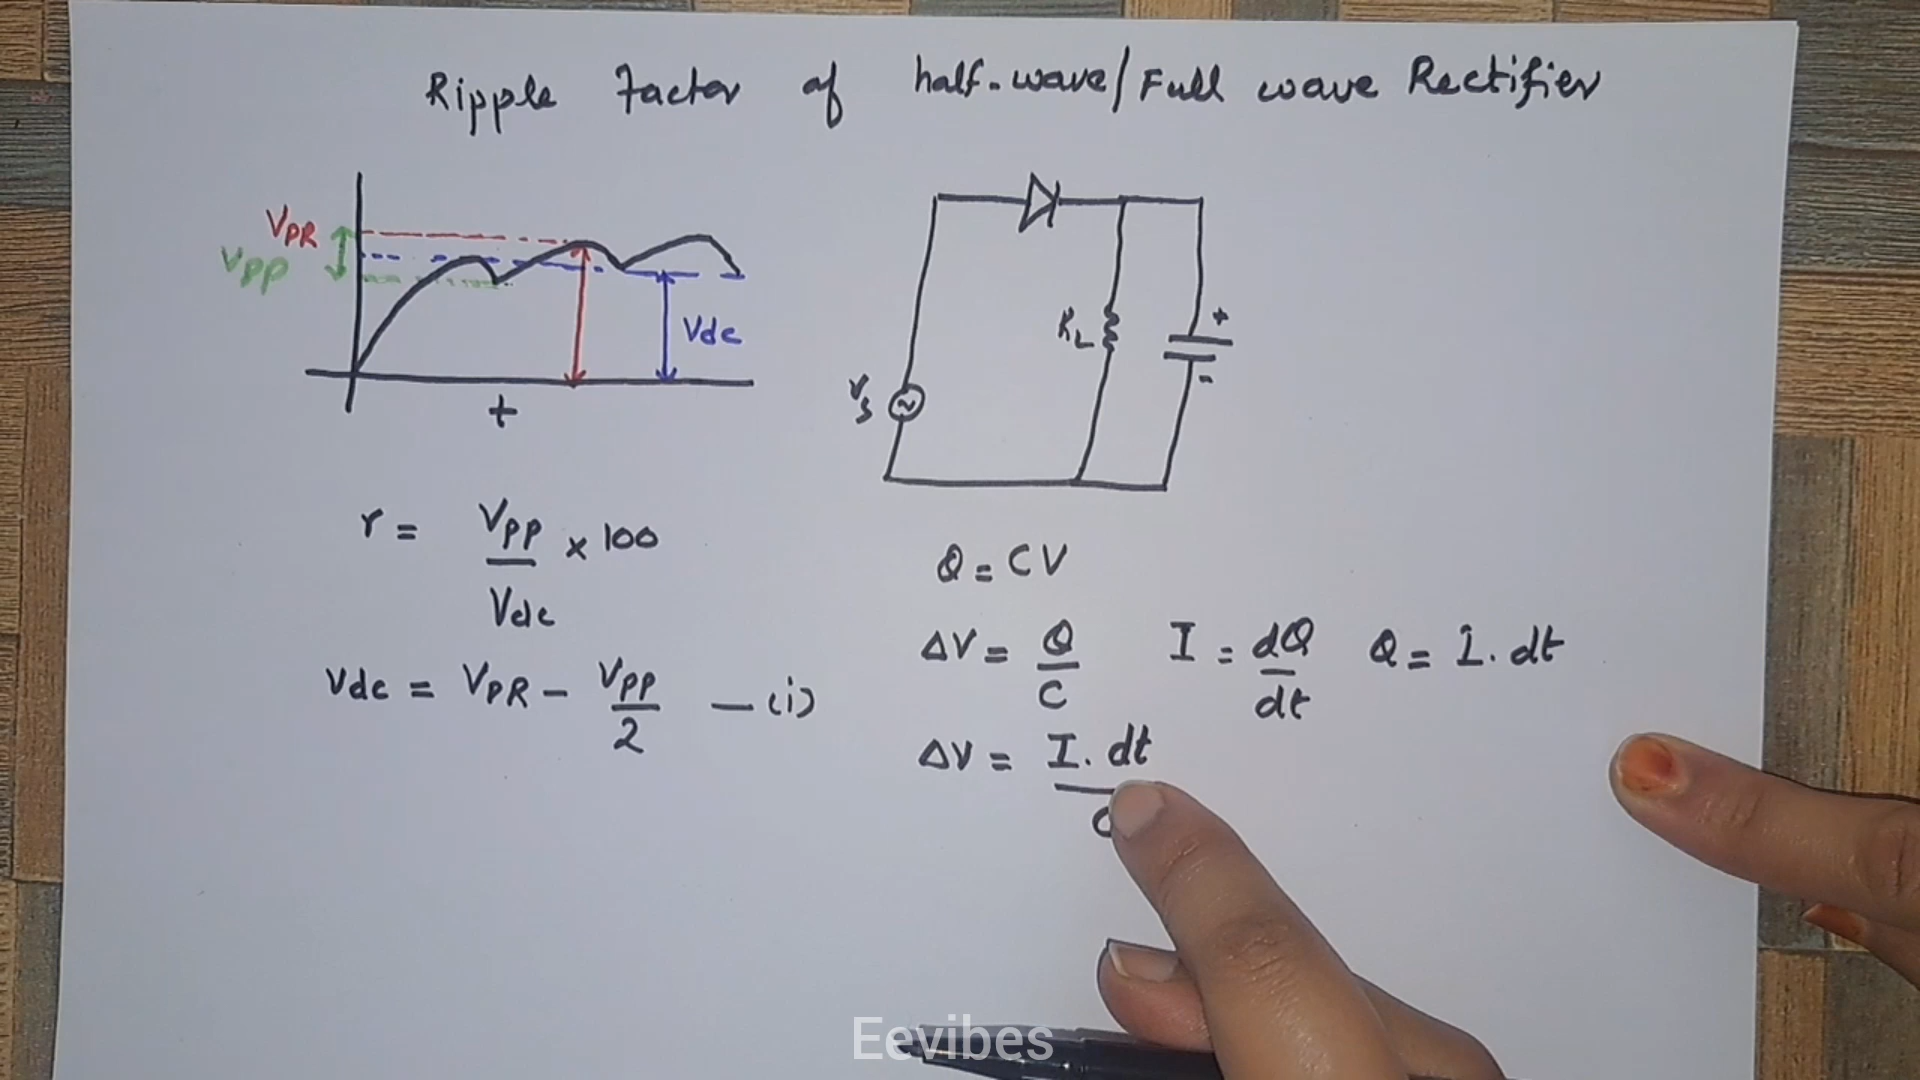 Ripple factor of half-wave/Full wave Rectifier
VPR
VPP
Vdc
t
RL
+
-
Vs
r = VPP/Vdc × 100
Vdc = VPR - VPP/2 — (i)
Q = CV
ΔV = Q/C I = dQ/dt Q = I. dt
ΔV = I. dt/C
Eevibes